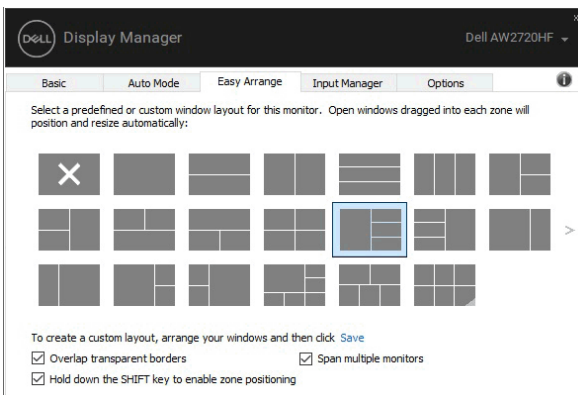 DELL Display Manager
Dell AW2720HF
Basic
Auto Mode
Easy Arrange
Input Manager
Options
Select a predefined or custom window layout for this monitor. Open windows dragged into each zone will
position and resize automatically:
To create a custom layout, arrange your windows and then click Save
Overlap transparent borders
Span multiple monitors
Hold down the SHIFT key to enable zone positioning